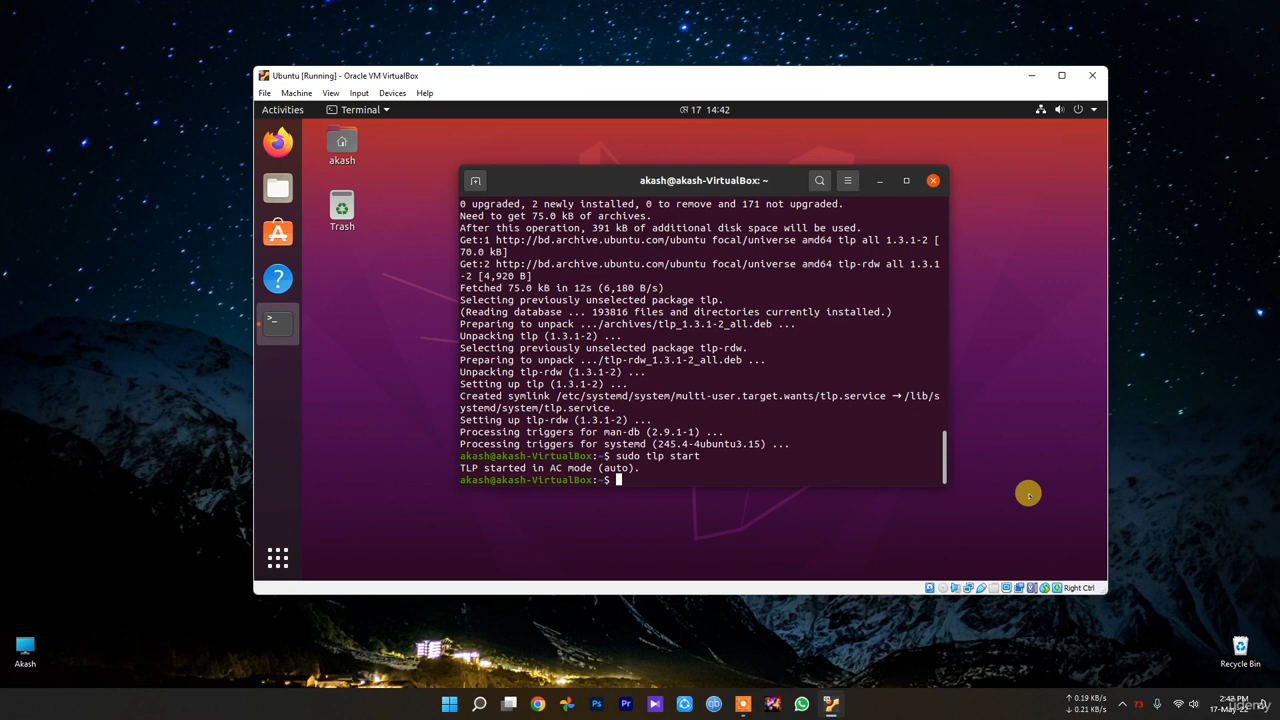 Ubuntu [Running] - Oracle VM VirtualBox
File Machine View Input Devices Help
Activities Terminal মে 17 14:42
akash
Trash
akash@akash-VirtualBox: ~
0 upgraded, 2 newly installed, 0 to remove and 171 not upgraded.
Need to get 75.0 kB of archives.
After this operation, 391 kB of additional disk space will be used.
Get:1 http://bd.archive.ubuntu.com/ubuntu focal/universe amd64 tlp all 1.3.1-2 [
70.0 kB]
Get:2 http://bd.archive.ubuntu.com/ubuntu focal/universe amd64 tlp-rdw all 1.3.1
-2 [4,920 B]
Fetched 75.0 kB in 12s (6,180 B/s)
Selecting previously unselected package tlp.
(Reading database ... 193816 files and directories currently installed.)
Preparing to unpack .../archives/tlp_1.3.1-2_all.deb ...
Unpacking tlp (1.3.1-2) ...
Selecting previously unselected package tlp-rdw.
Preparing to unpack .../tlp-rdw_1.3.1-2_all.deb ...
Unpacking tlp-rdw (1.3.1-2) ...
Setting up tlp (1.3.1-2) ...
Created symlink /etc/systemd/system/multi-user.target.wants/tlp.service → /lib/s
ystemd/system/tlp.service.
Setting up tlp-rdw (1.3.1-2) ...
Processing triggers for man-db (2.9.1-1) ...
Processing triggers for systemd (245.4-4ubuntu3.15) ...
akash@akash-VirtualBox:~$ sudo tlp start
TLP started in AC mode (auto).
akash@akash-VirtualBox:~$
Right Ctrl
Akash
Recycle Bin
Ps Pr qb
↑ 0.19 KB/s
↓ 0.21 KB/s
73
2:42 PM
udemy